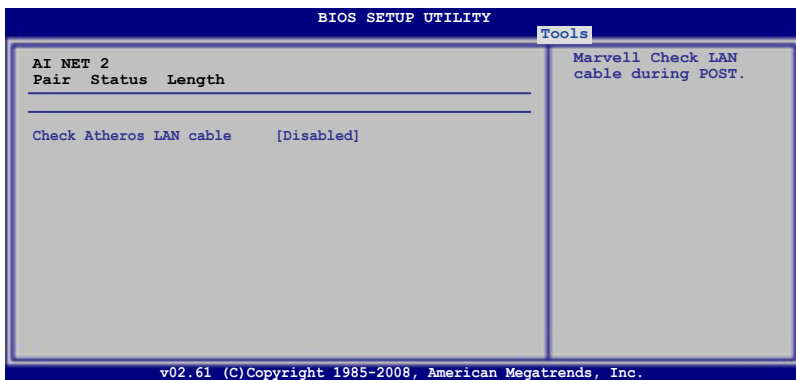 BIOS SETUP UTILITY
Tools
AI NET 2
Pair Status Length
Check Atheros LAN cable [Disabled]
Marvell Check LAN
cable during POST.
v02.61 (C)Copyright 1985-2008, American Megatrends, Inc.